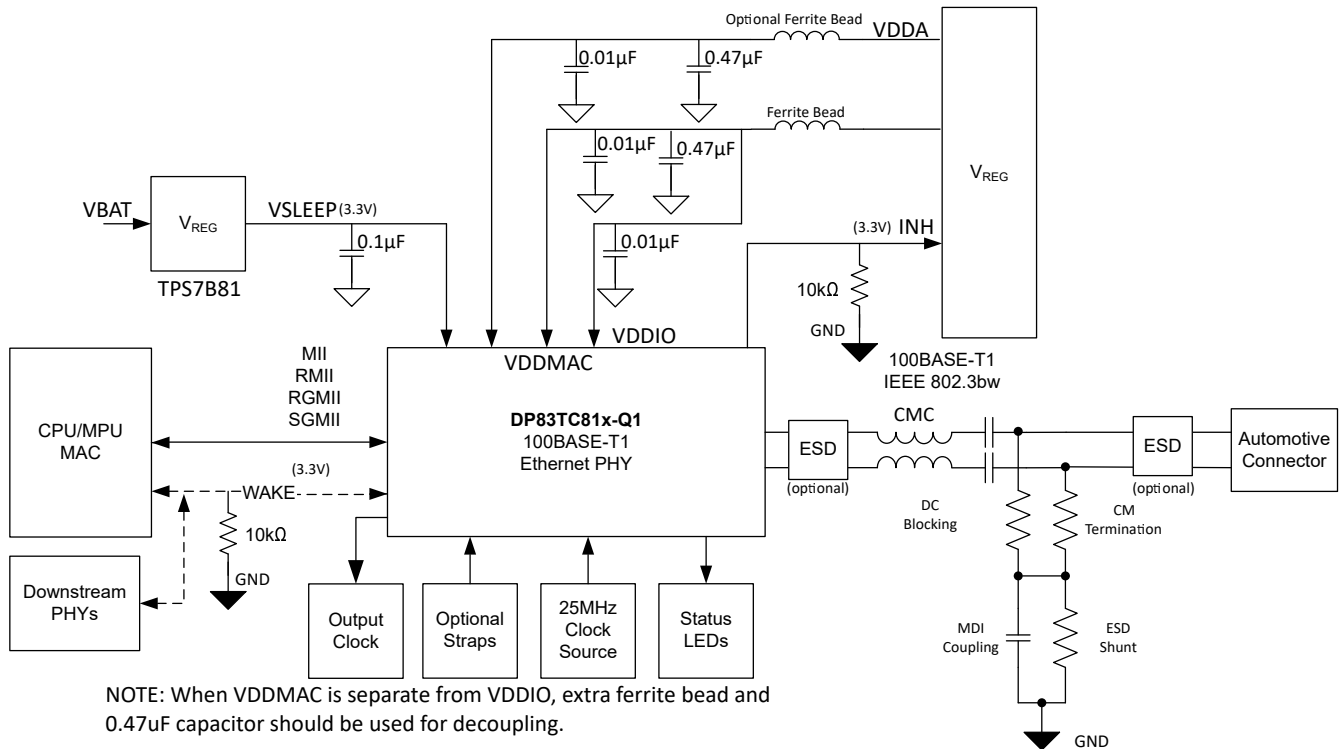 Optional Ferrite Bead
VDDA
0.01µF
0.47µF
Ferrite Bead
0.01µF
0.47µF
VREG
VBAT
VREG
VSLEEP (3.3V)
(3.3V) INH
0.1µF
0.01µF
TPS7B81
10kΩ
GND
VDDIO
VDDMAC
100BASE-T1
IEEE 802.3bw
MII
RMII
RGMII
SGMII
CPU/MPU
MAC
DP83TC81x-Q1
100BASE-T1
Ethernet PHY
CMC
ESD
(optional)
ESD
(optional)
Automotive
Connector
(3.3V)
WAKE
10kΩ
GND
DC
Blocking
CM
Termination
Downstream
PHYs
Output
Clock
Optional
Straps
25MHz
Clock
Source
Status
LEDs
MDI
Coupling
ESD
Shunt
GND
NOTE: When VDDMAC is separate from VDDIO, extra ferrite bead and
0.47uF capacitor should be used for decoupling.